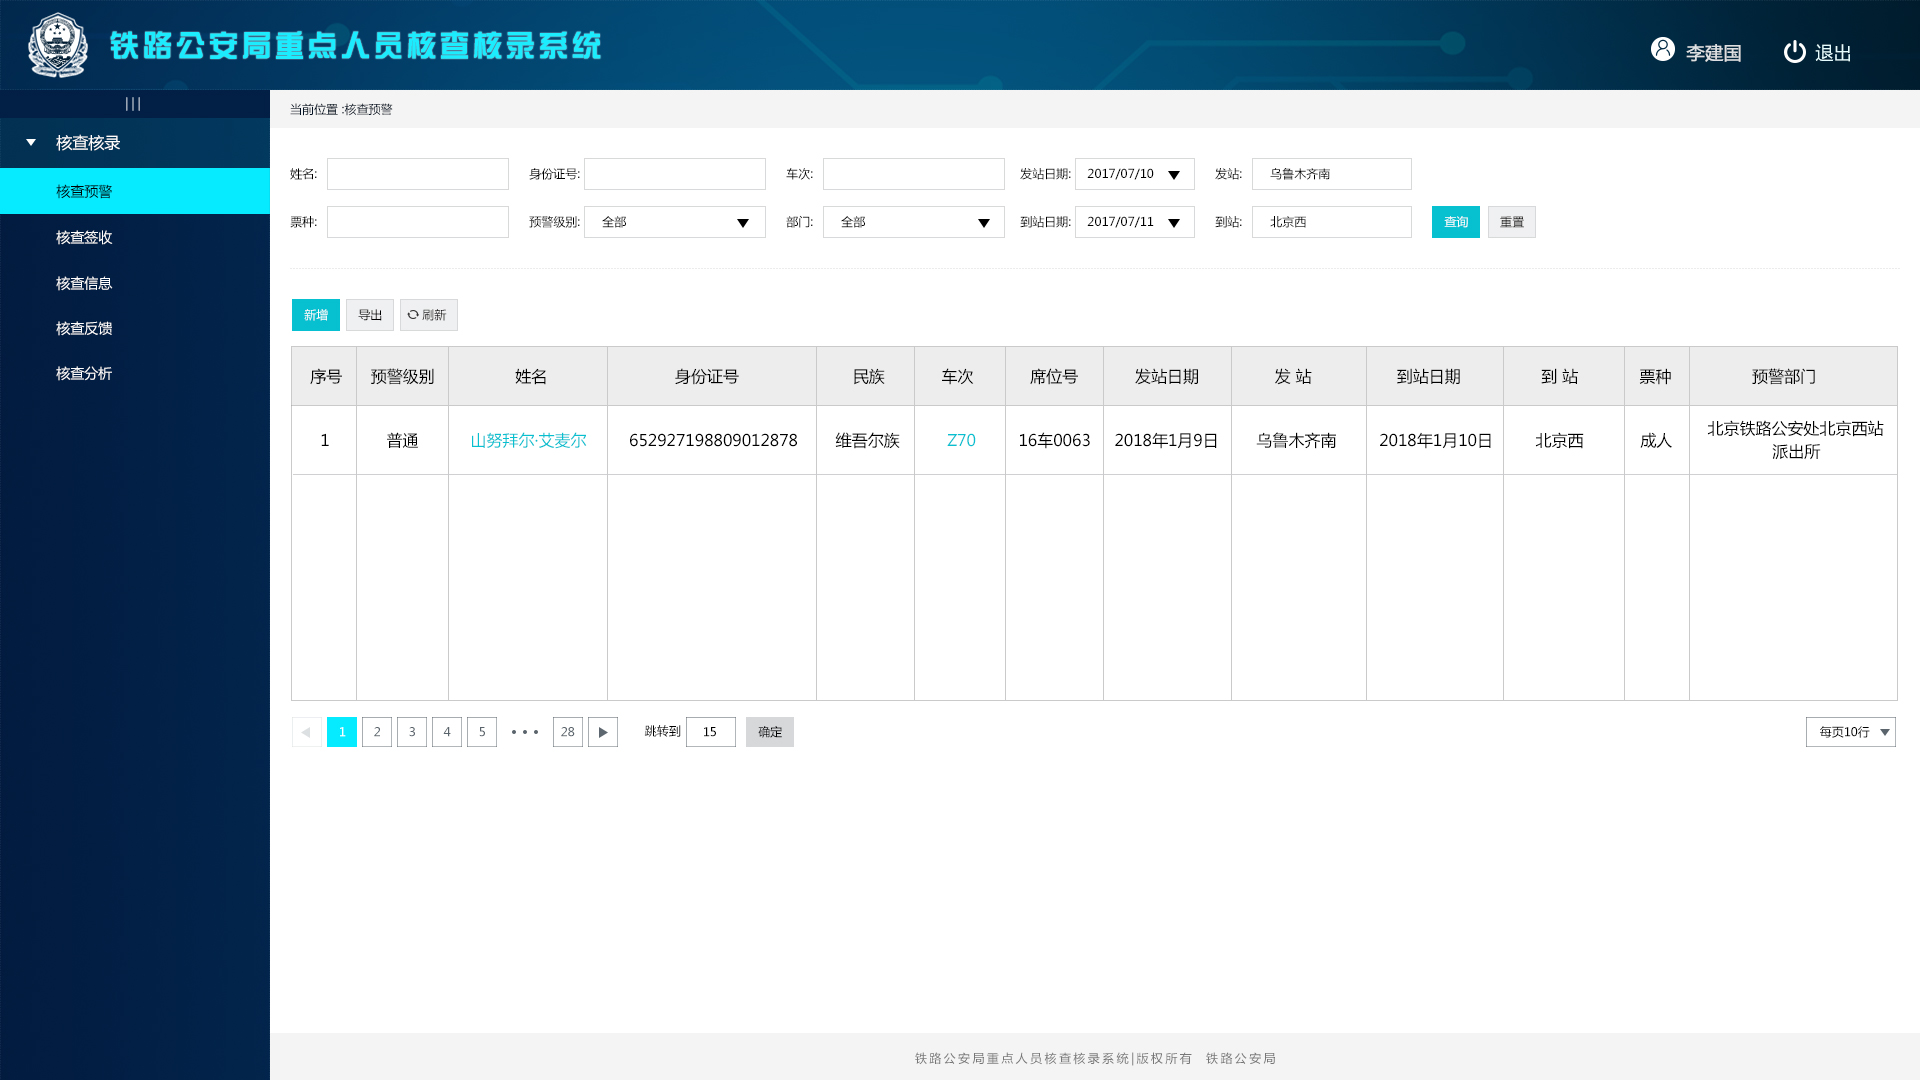 铁路公安局重点人员核查核录系统
李建国 退出
核查核录
核查预警
核查签收
核查信息
核查反馈
核查分析
当前位置 :核查预警
姓名: 身份证号: 车次: 发站日期: 2017/07/10 发站: 乌鲁木齐南
票种: 预警级别: 全部 部门: 全部 到站日期: 2017/07/11 到站: 北京西 查询 重置
新增 导出 刷新
序号 预警级别 姓名 身份证号 民族 车次 席位号 发站日期 发 站 到站日期 到 站 票种 预警部门
1 普通 山努拜尔·艾麦尔 652927198809012878 维吾尔族 Z70 16车0063 2018年1月9日 乌鲁木齐南 2018年1月10日 北京西 成人 北京铁路公安处北京西站
派出所
1 2 3 4 5 ··· 28 跳转到 15 确定 每页10行
铁路公安局重点人员核查核录系统|版权所有 铁路公安局